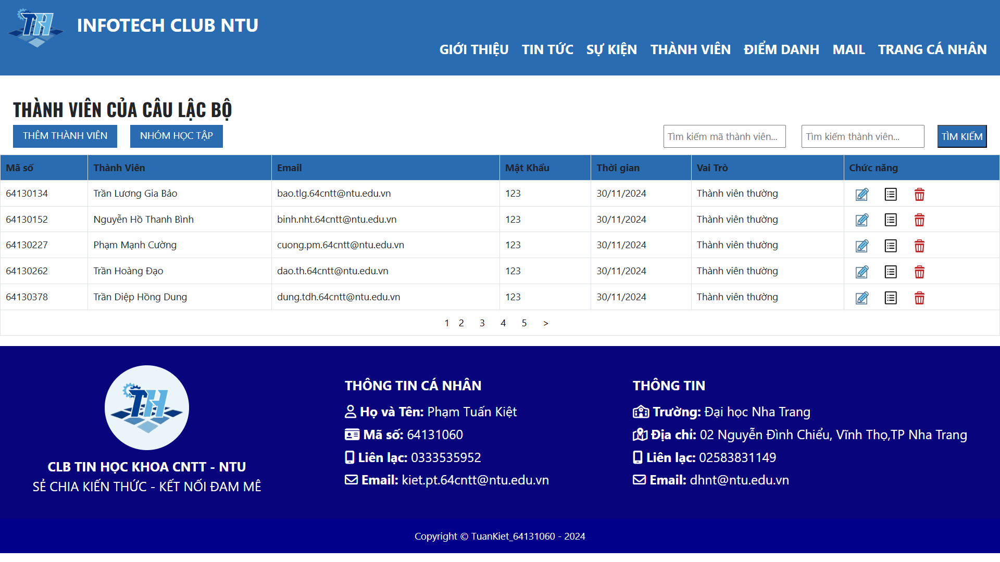 TH INFOTECH CLUB NTU
GIỚI THIỆU TIN TỨC SỰ KIỆN THÀNH VIÊN ĐIỂM DANH MAIL TRANG CÁ NHÂN
THÀNH VIÊN CỦA CÂU LẬC BỘ
THÊM THÀNH VIÊN NHÓM HỌC TẬP Tìm kiếm mã thành viên... Tìm kiếm thành viên... TÌM KIẾM
Mã số Thành Viên Email Mật Khẩu Thời gian Vai Trò Chức năng
64130134 Trần Lương Gia Bảo bao.tlg.64cntt@ntu.edu.vn 123 30/11/2024 Thành viên thường
64130152 Nguyễn Hồ Thanh Bình binh.nht.64cntt@ntu.edu.vn 123 30/11/2024 Thành viên thường
64130227 Phạm Mạnh Cường cuong.pm.64cntt@ntu.edu.vn 123 30/11/2024 Thành viên thường
64130262 Trần Hoàng Đạo dao.th.64cntt@ntu.edu.vn 123 30/11/2024 Thành viên thường
64130378 Trần Diệp Hồng Dung dung.tdh.64cntt@ntu.edu.vn 123 30/11/2024 Thành viên thường
1 2 3 4 5 >
TH
CLB TIN HỌC KHOA CNTT - NTU
SẺ CHIA KIẾN THỨC - KẾT NỐI ĐAM MÊ
THÔNG TIN CÁ NHÂN
Họ và Tên: Phạm Tuấn Kiệt
Mã số: 64131060
Liên lạc: 0333535952
Email: kiet.pt.64cntt@ntu.edu.vn
THÔNG TIN
Trường: Đại học Nha Trang
Địa chỉ: 02 Nguyễn Đình Chiểu, Vĩnh Thọ,TP Nha Trang
Liên lạc: 02583831149
Email: dhnt@ntu.edu.vn
Copyright © TuanKiet_64131060 - 2024